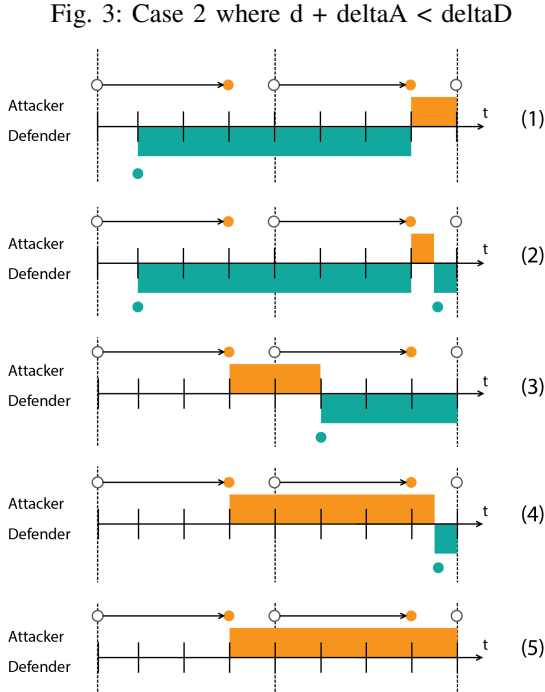 Fig. 3: Case 2 where d + deltaA < deltaD
Attacker
t
(1)
Defender
Attacker
t
(2)
Defender
Attacker
t
(3)
Defender
Attacker
t
(4)
Defender
Attacker
t
(5)
Defender